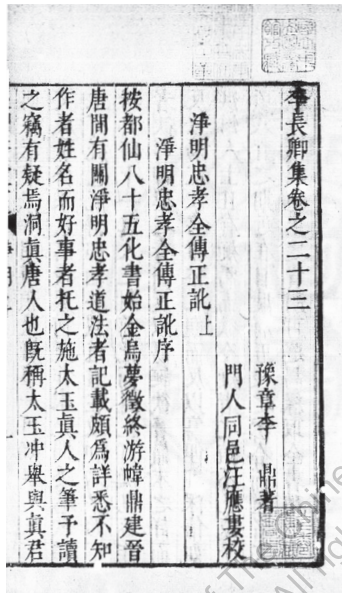 李長卿集卷之二十三
豫章李 鼎著
門人同邑汪應婁校
淨明忠孝全傳正訛上
淨明忠孝全傳正訛序
按都仙八十五化書始金烏夢徵終游幃鼎建晉
唐間有關淨明忠孝道法者記載頗爲詳悉不知
作者姓名而好事者托之施太玉真人之筆予讀
之竊有疑焉洞真唐人也既稱太玉冲舉與真君
of The Chine
All righ